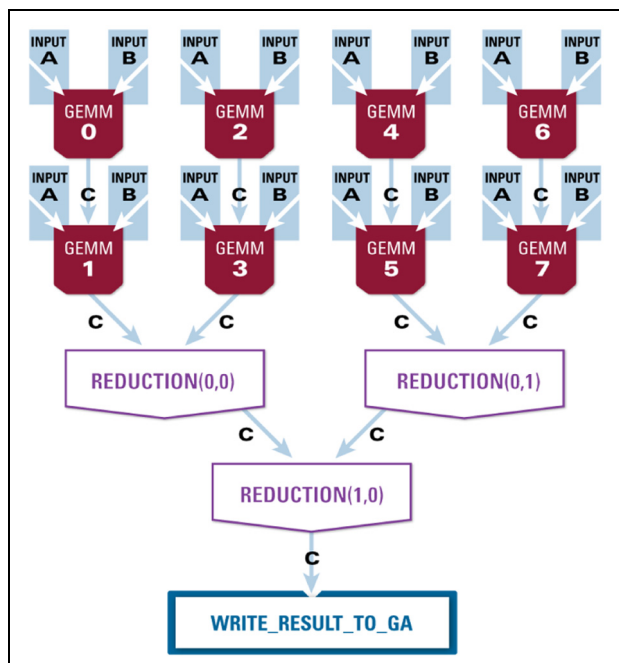 INPUT A INPUT B INPUT A INPUT B INPUT A INPUT B INPUT A INPUT B
GEMM 0 GEMM 2 GEMM 4 GEMM 6
C C C C
INPUT A INPUT B INPUT A INPUT B INPUT A INPUT B INPUT A INPUT B
GEMM 1 GEMM 3 GEMM 5 GEMM 7
C C C C
REDUCTION(0,0) REDUCTION(0,1)
C C
REDUCTION(1,0)
C
WRITE_RESULT_TO_GA